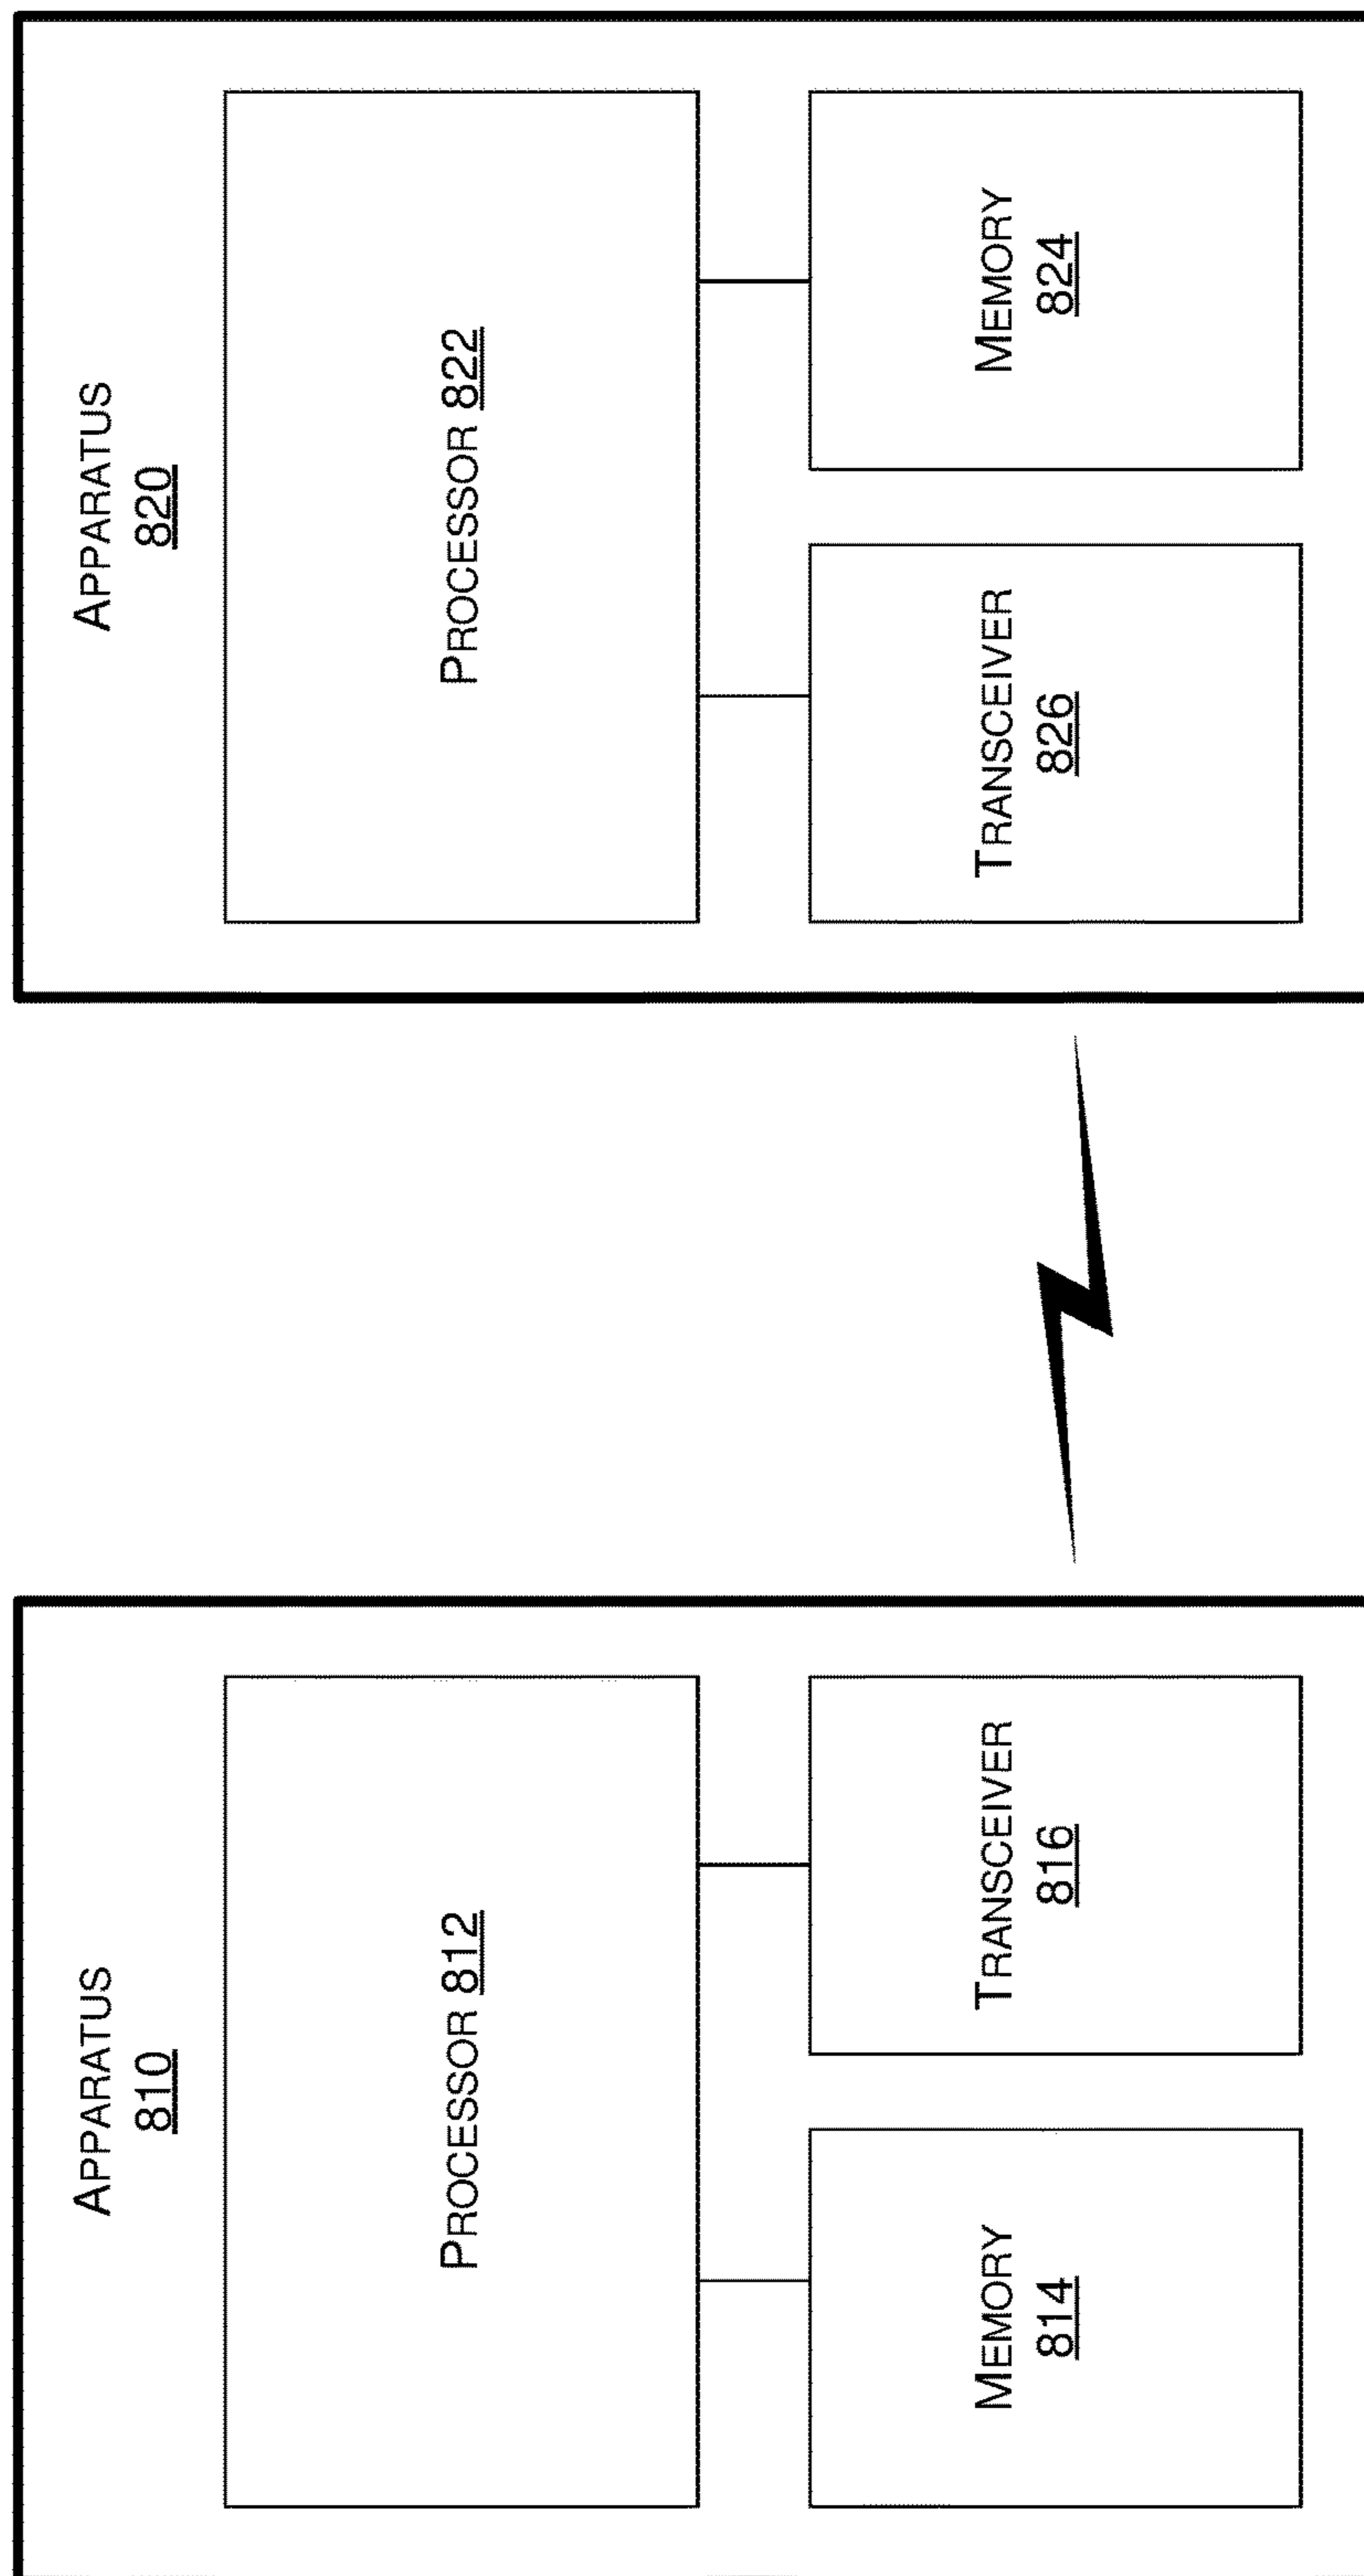 APPARATUS
810
PROCESSOR 812
MEMORY
814
TRANSCEIVER
816
APPARATUS
820
PROCESSOR 822
TRANSCEIVER
826
MEMORY
824